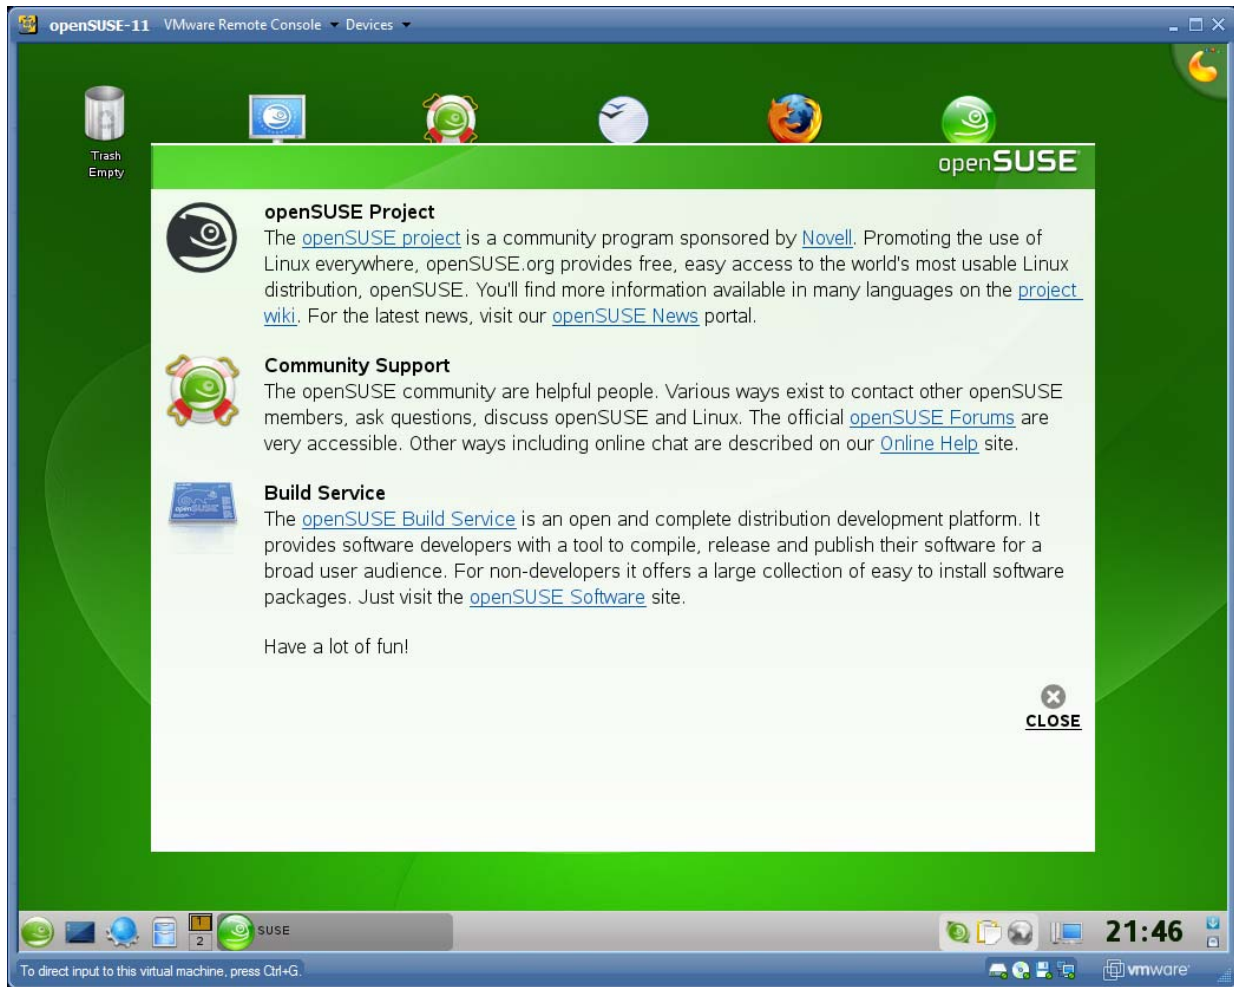 openSUSE-11 VMware Remote Console Devices
Trash
Empty
openSUSE
openSUSE Project
The openSUSE project is a community program sponsored by Novell. Promoting the use of
Linux everywhere, openSUSE.org provides free, easy access to the world's most usable Linux
distribution, openSUSE. You'll find more information available in many languages on the project
wiki. For the latest news, visit our openSUSE News portal.
Community Support
The openSUSE community are helpful people. Various ways exist to contact other openSUSE
members, ask questions, discuss openSUSE and Linux. The official openSUSE Forums are
very accessible. Other ways including online chat are described on our Online Help site.
openSUSE
Build Service
The openSUSE Build Service is an open and complete distribution development platform. It
provides software developers with a tool to compile, release and publish their software for a
broad user audience. For non-developers it offers a large collection of easy to install software
packages. Just visit the openSUSE Software site.
Have a lot of fun!
CLOSE
1
2
SUSE
21:46
To direct input to this virtual machine, press Ctrl+G.
vmware